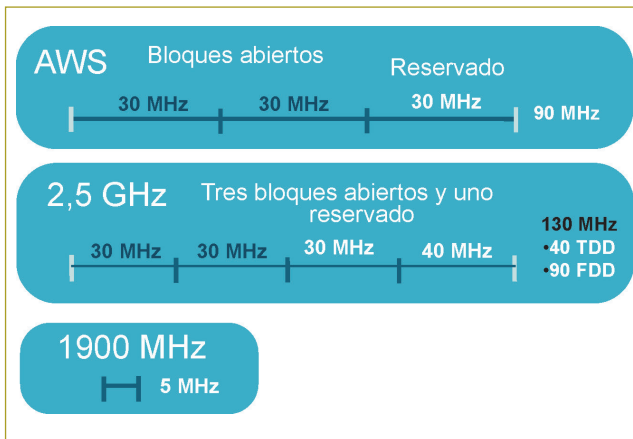 AWS
Bloques abiertos
Reservado
30 MHz 30 MHz 30 MHz
90 MHz
2,5 GHz
Tres bloques abiertos y uno
reservado
30 MHz 30 MHz 30 MHz 40 MHz
130 MHz
•40 TDD
•90 FDD
1900 MHz
5 MHz